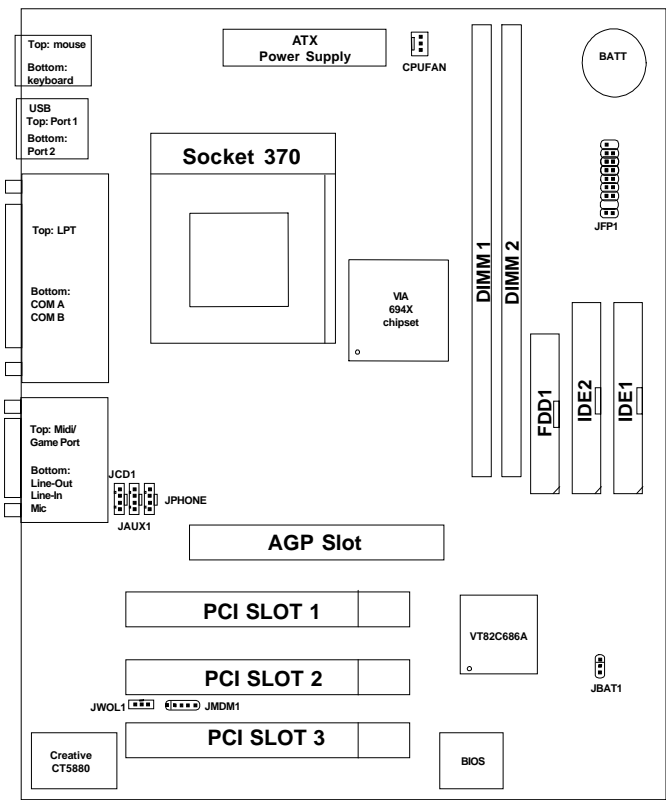 Top: mouse
Bottom:
keyboard
ATX
Power Supply
CPUFAN
BATT
USB
Top: Port 1
Bottom:
Port 2
Socket 370
JFP1
Top: LPT
Bottom:
COM A
COM B
VIA
694X
chipset
DIMM 1
DIMM 2
FDD1
IDE2
IDE1
Top: Midi/
Game Port
Bottom:
Line-Out
Line-In
Mic
JCD1
JPHONE
JAUX1
AGP Slot
PCI SLOT 1
VT82C686A
PCI SLOT 2
JBAT1
JWOL1
JMDM1
PCI SLOT 3
Creative
CT5880
BIOS